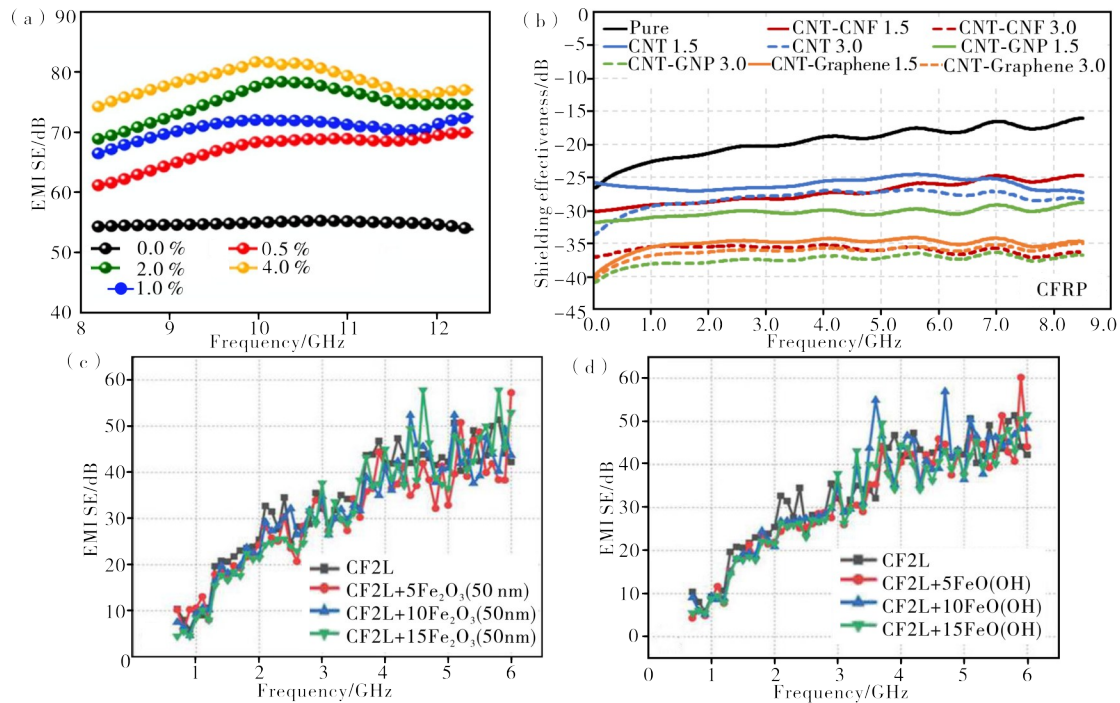 (a)
EMI SE/dB
90
80
70
60
50
40
0.0 % 0.5 %
2.0 % 4.0 %
1.0 %
8 9 10 11 12
Frequency/GHz
(b)
Shielding effectiveness/dB
0
-5
-10
-15
-20
-25
-30
-35
-40
-45
Pure CNT-CNF 1.5 CNT-CNF 3.0
CNT 1.5 CNT 3.0 CNT-GNP 1.5
CNT-GNP 3.0 CNT-Graphene 1.5 CNT-Graphene 3.0
CFRP
0.0 1.0 2.0 3.0 4.0 5.0 6.0 7.0 8.0 9.0
Frequency/GHz
(c)
EMI SE/dB
60
50
40
30
20
10
0
CF2L
CF2L+5Fe₂O₃(50 nm)
CF2L+10Fe₂O₃(50nm)
CF2L+15Fe₂O₃(50nm)
1 2 3 4 5 6
Frequency/GHz
(d)
EMI SE/dB
60
50
40
30
20
10
0
CF2L
CF2L+5FeO(OH)
CF2L+10FeO(OH)
CF2L+15FeO(OH)
0 1 2 3 4 5 6
Frequency/GHz